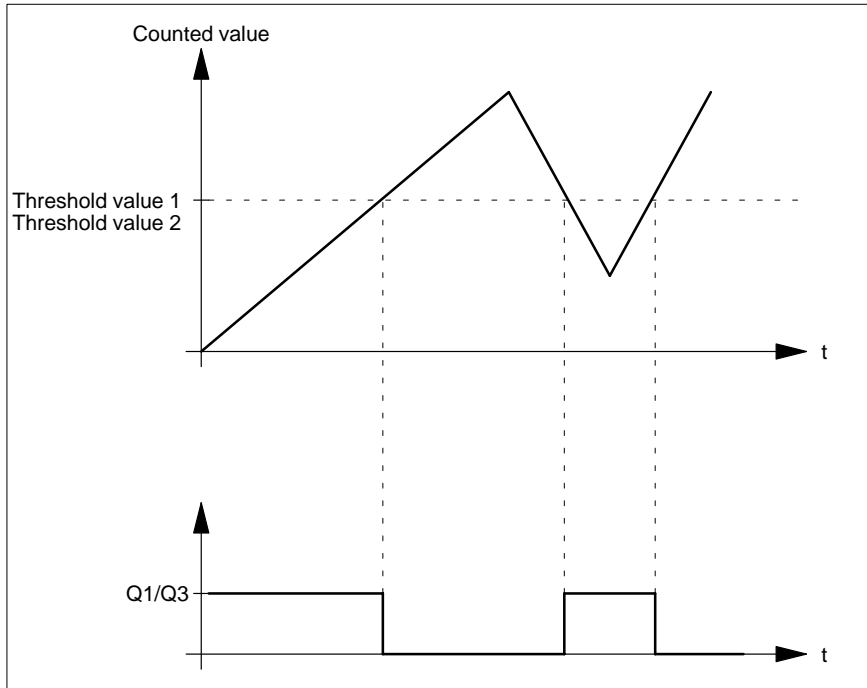 Counted value
Threshold value 1
Threshold value 2
t
Q1/Q3
t